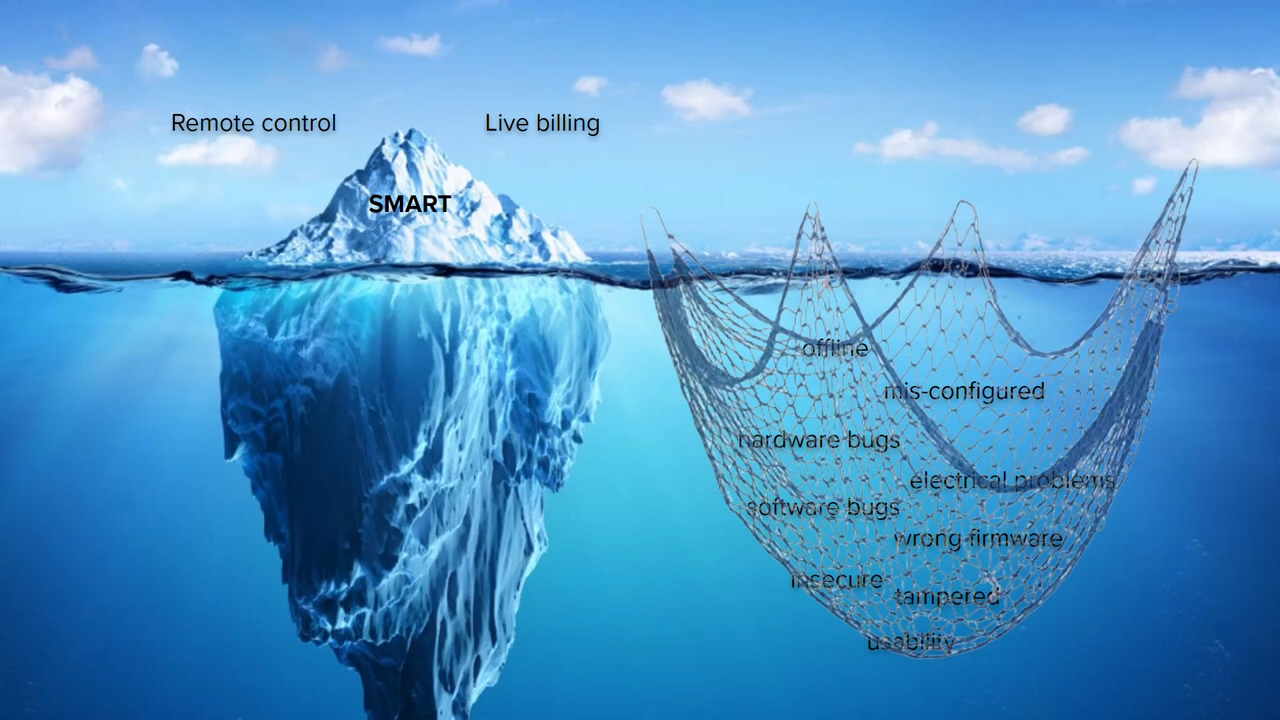 Remote control
Live billing
SMART
offline
mis-configured
hardware bugs
electrical problems
software bugs
wrong firmware
insecure
tampered
usability